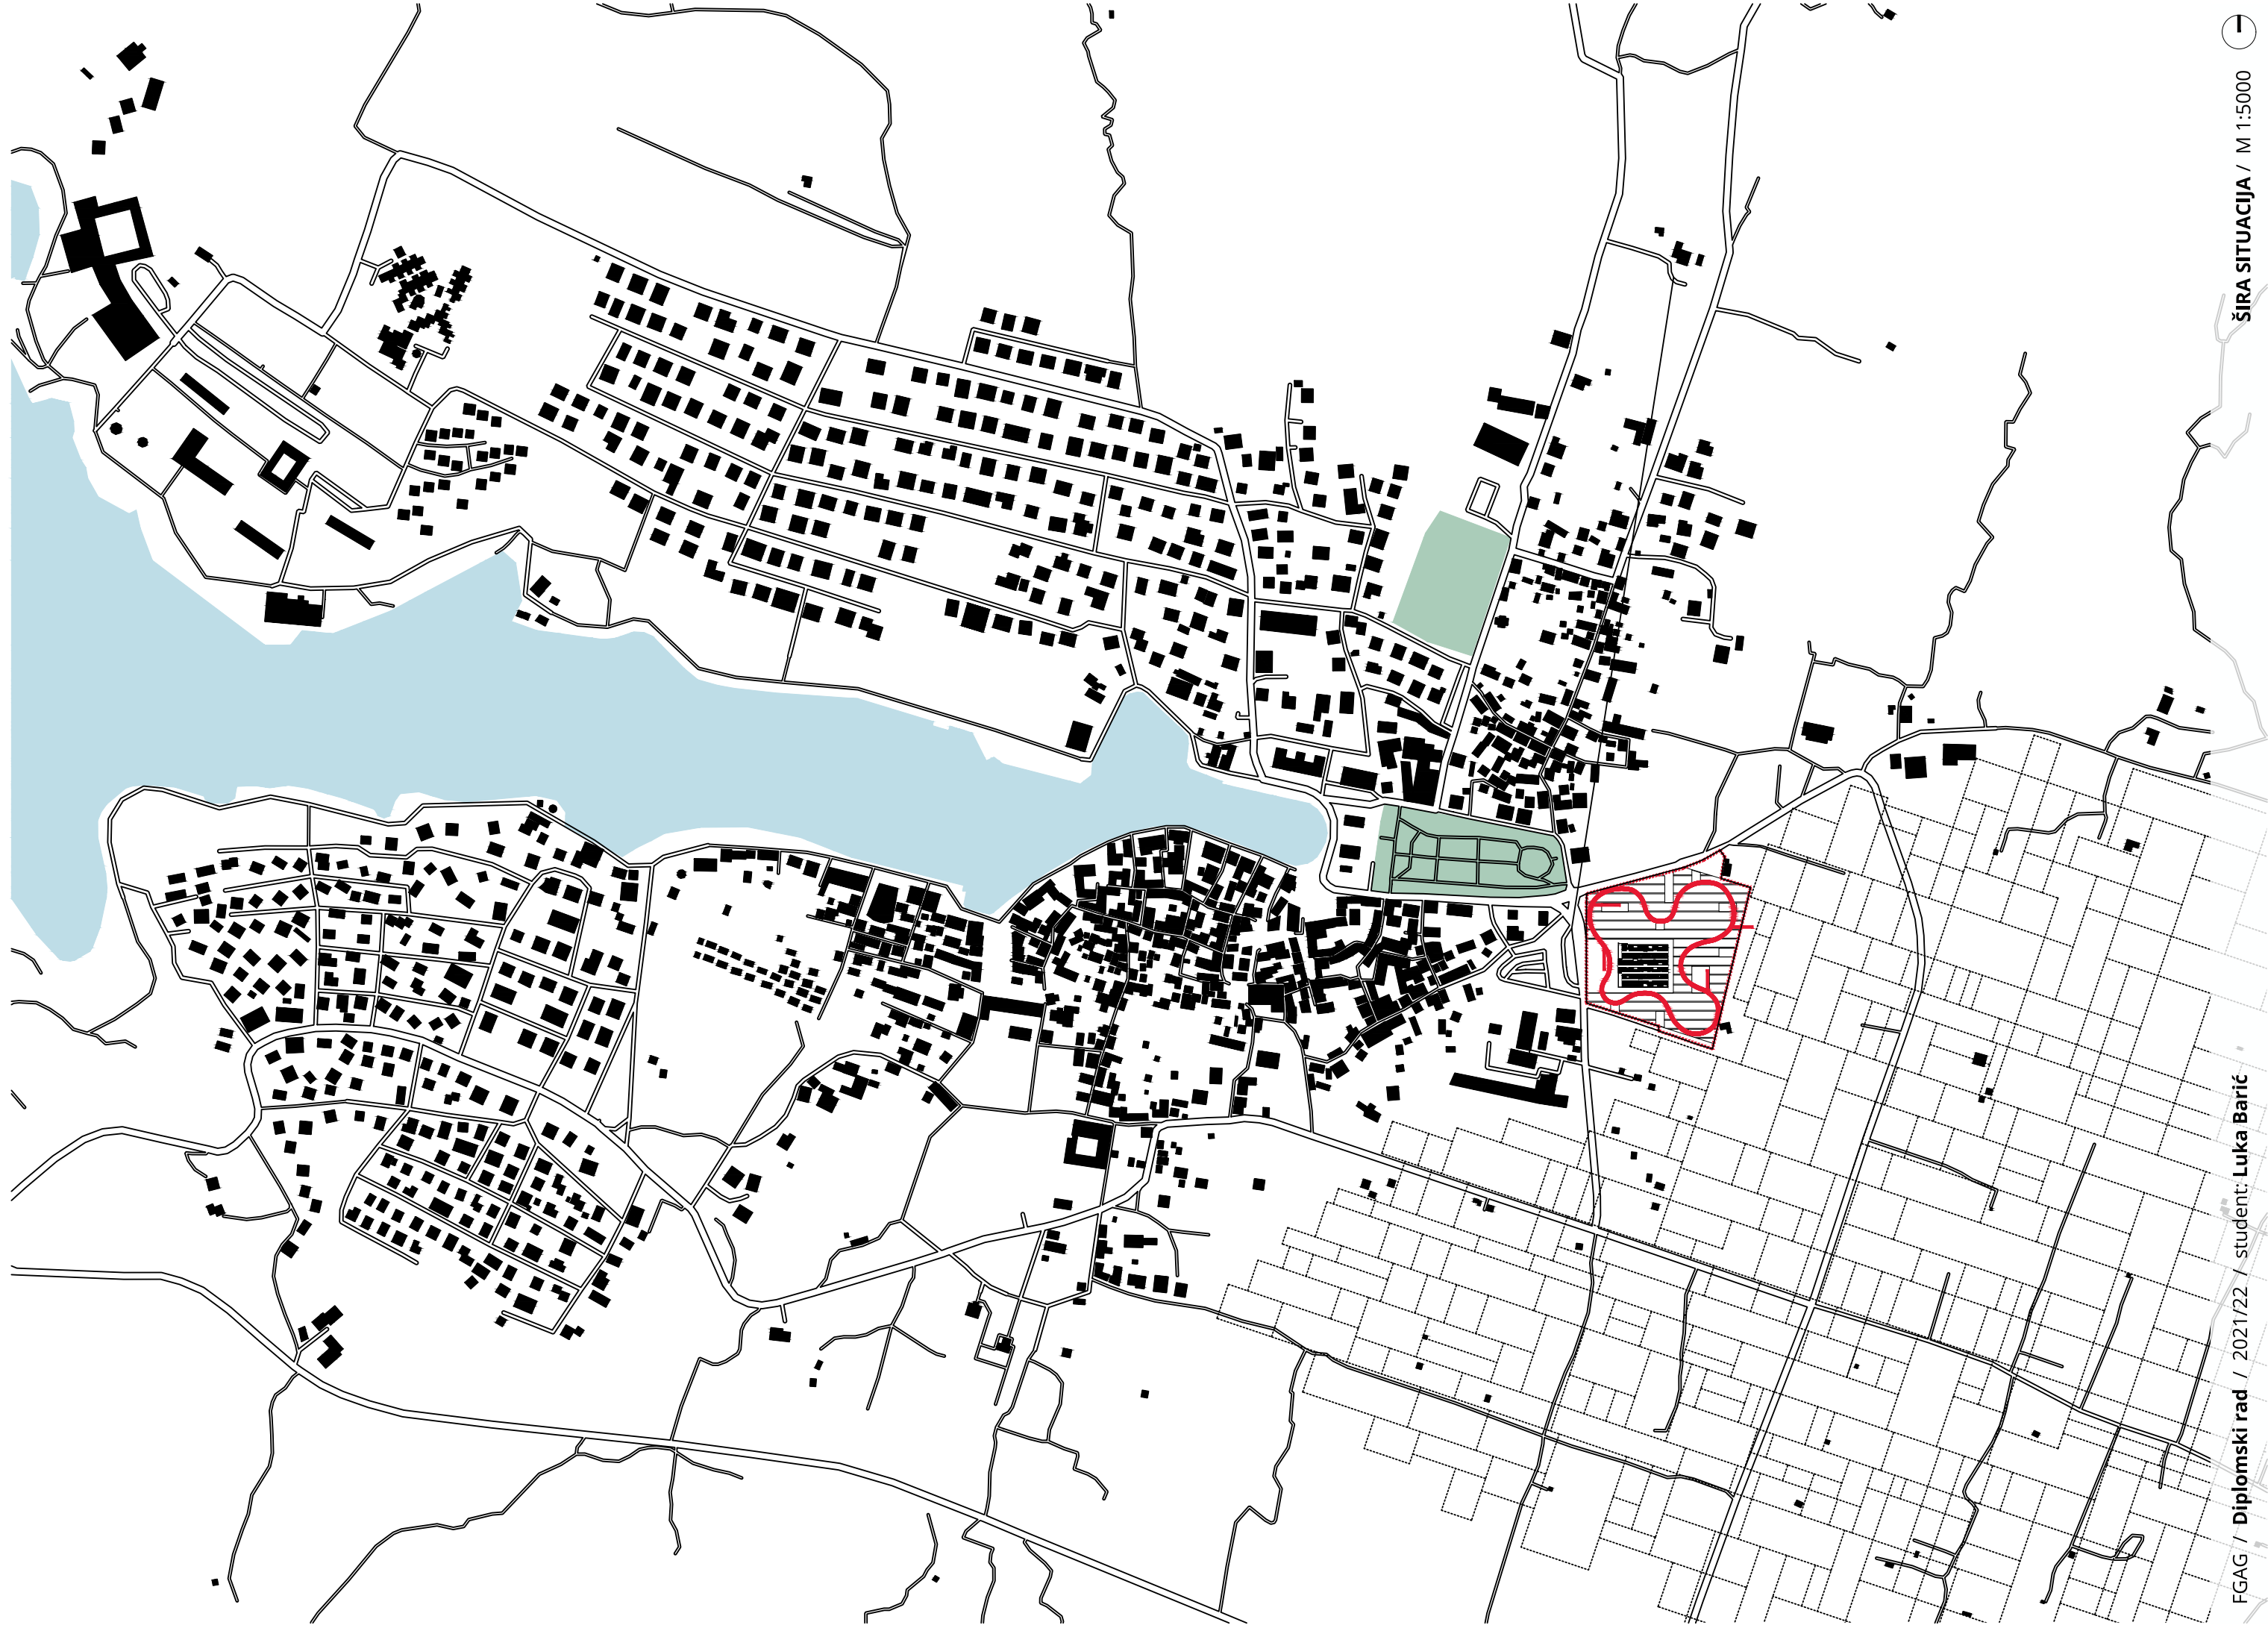 ŠIRA SITUACIJA / M 1:5000
FGAG / Diplomski rad / 2021/22 / student: Luka Barić